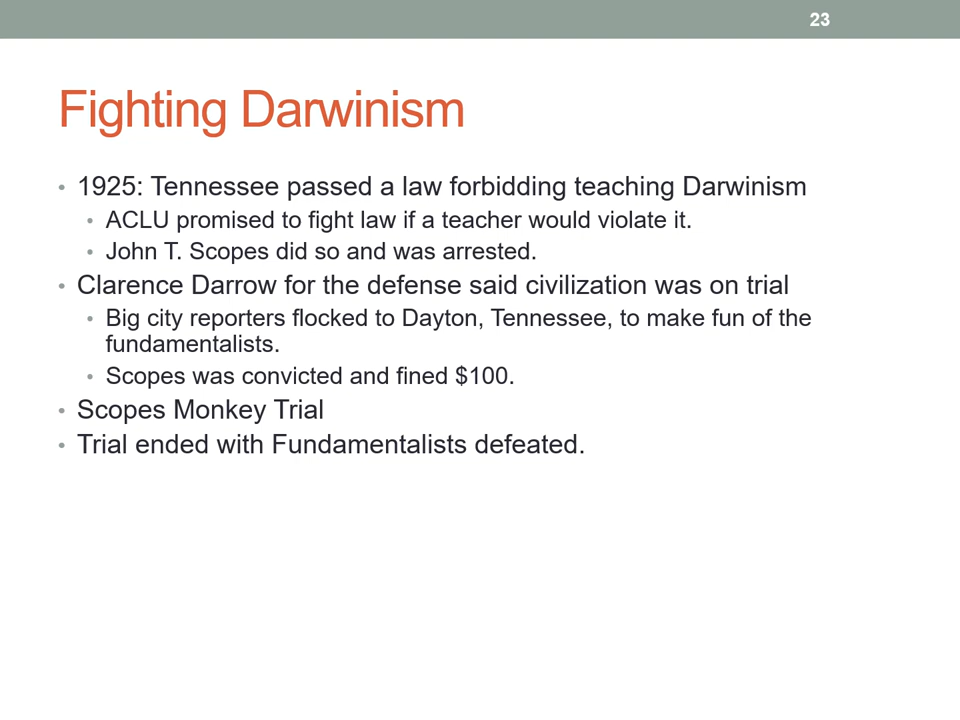 23
Fighting Darwinism
• 1925: Tennessee passed a law forbidding teaching Darwinism
• ACLU promised to fight law if a teacher would violate it.
• John T. Scopes did so and was arrested.
• Clarence Darrow for the defense said civilization was on trial
• Big city reporters flocked to Dayton, Tennessee, to make fun of the
fundamentalists.
• Scopes was convicted and fined $100.
• Scopes Monkey Trial
• Trial ended with Fundamentalists defeated.